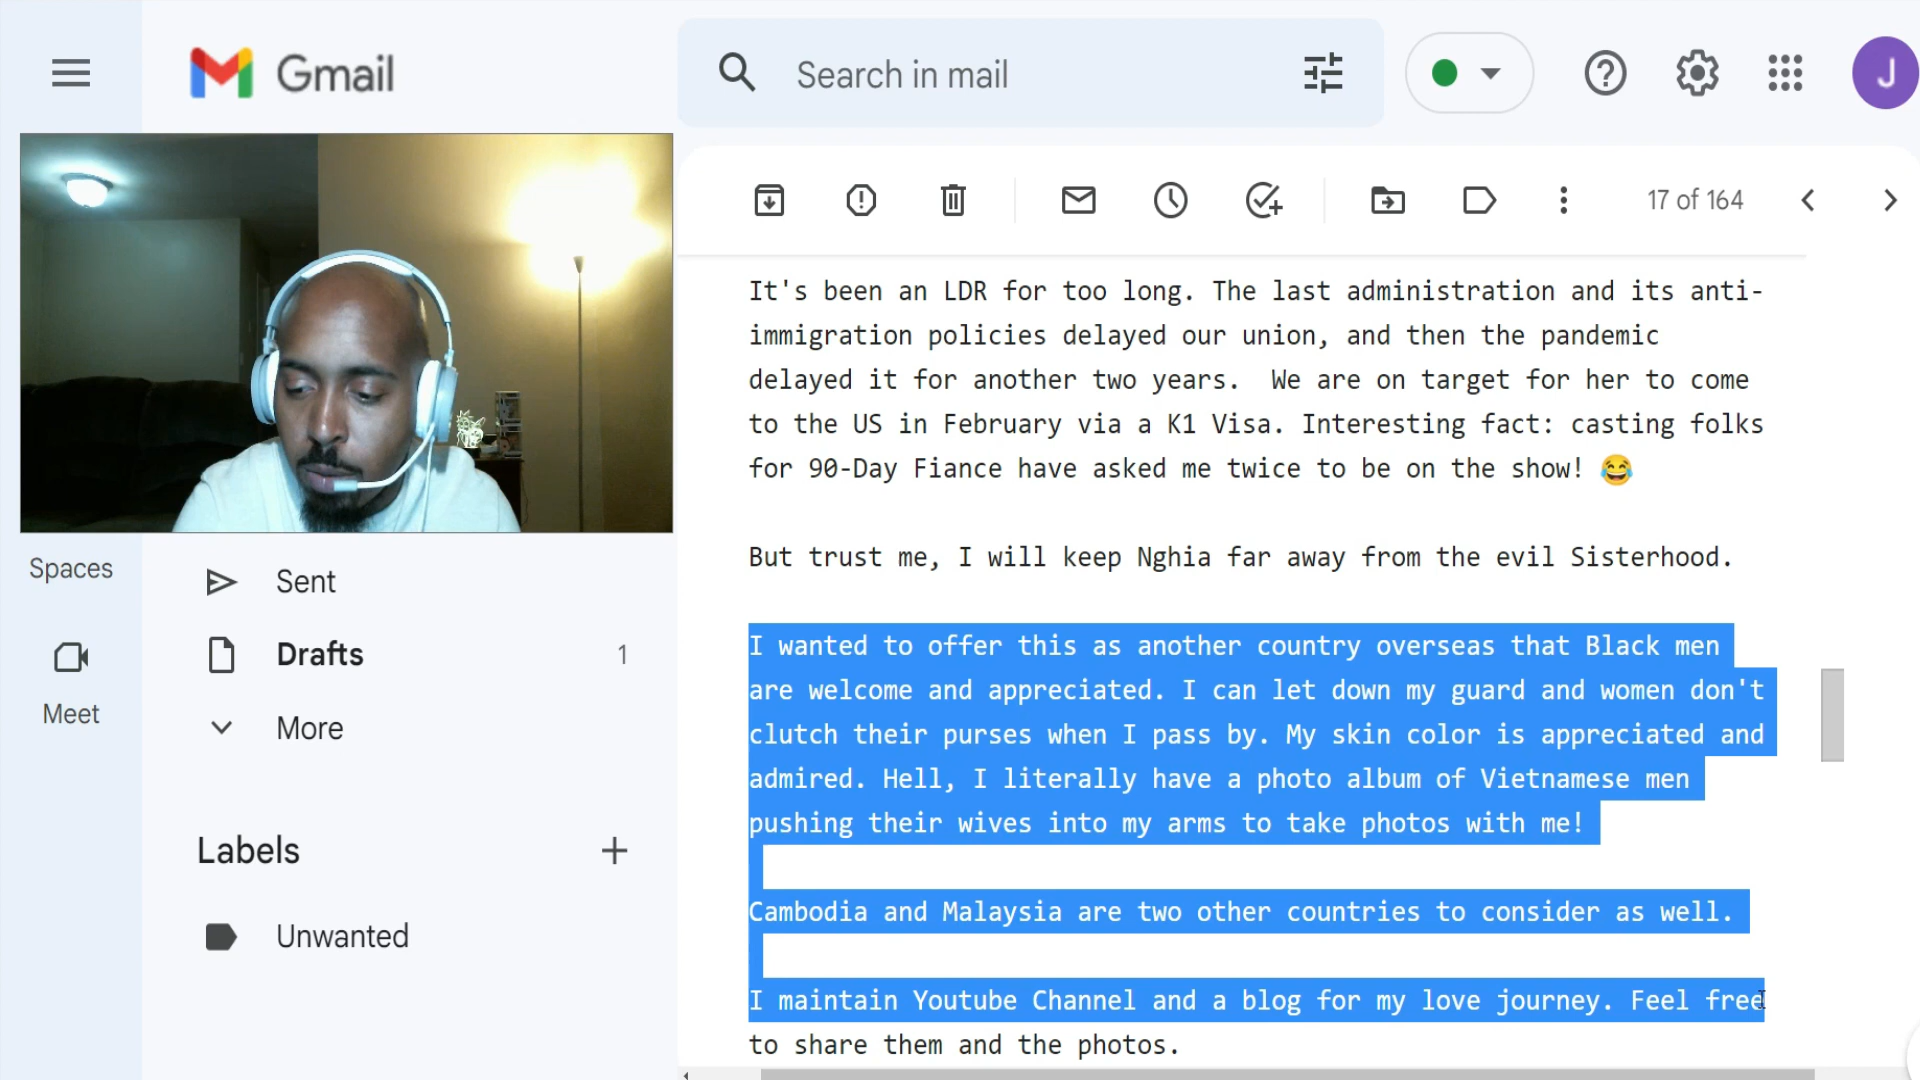 Gmail
Search in mail
J
17 of 164
Spaces
Meet
Sent
Drafts
1
More
Labels
Unwanted
It's been an LDR for too long. The last administration and its anti-
immigration policies delayed our union, and then the pandemic
delayed it for another two years.  We are on target for her to come
to the US in February via a K1 Visa. Interesting fact: casting folks
for 90-Day Fiance have asked me twice to be on the show! 😂
But trust me, I will keep Nghia far away from the evil Sisterhood.
I wanted to offer this as another country overseas that Black men
are welcome and appreciated. I can let down my guard and women don't
clutch their purses when I pass by. My skin color is appreciated and
admired. Hell, I literally have a photo album of Vietnamese men
pushing their wives into my arms to take photos with me!
Cambodia and Malaysia are two other countries to consider as well.
I maintain Youtube Channel and a blog for my love journey. Feel free
to share them and the photos.